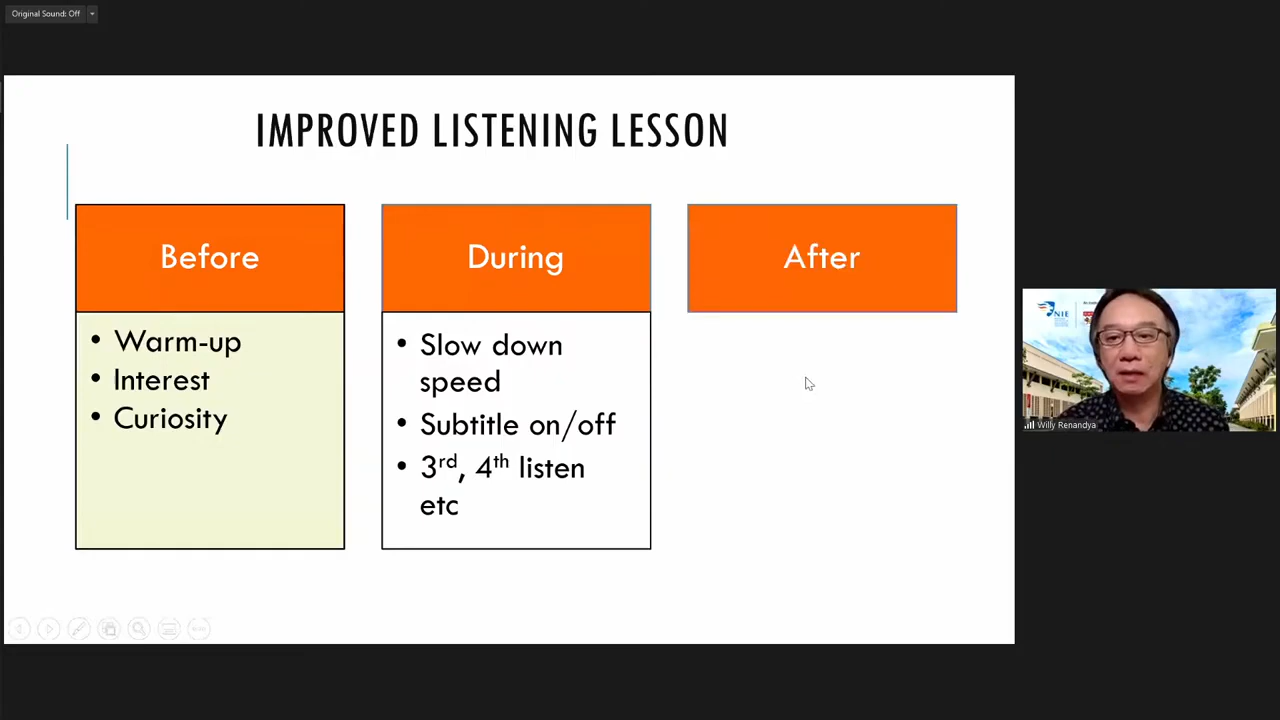 Original Sound: Off
IMPROVED LISTENING LESSON
Before
• Warm-up
• Interest
• Curiosity
During
• Slow down
speed
• Subtitle on/off
• 3rd, 4th listen
etc
After
NIE
Willy Renandya